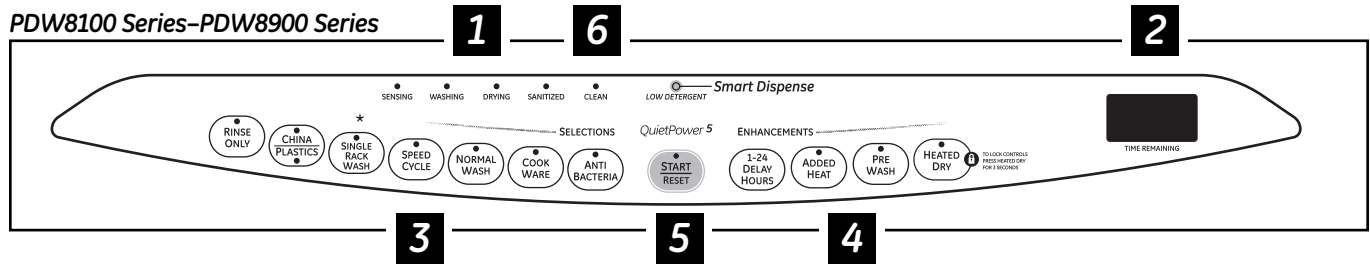 PDW8100 Series–PDW8900 Series
1
6
2
SENSING
WASHING
DRYING
SANITIZED
CLEAN
LOW DETERGENT
Smart Dispense
*
SELECTIONS
QuietPower 5
ENHANCEMENTS
RINSE
ONLY
CHINA
PLASTICS
SINGLE
RACK
WASH
SPEED
CYCLE
NORMAL
WASH
COOK
WARE
ANTI
BACTERIA
START
RESET
1-24
DELAY
HOURS
ADDED
HEAT
PRE
WASH
HEATED
DRY
TO LOCK CONTROLS
PRESS HEATED DRY
FOR 3 SECONDS
TIME REMAINING
3
5
4